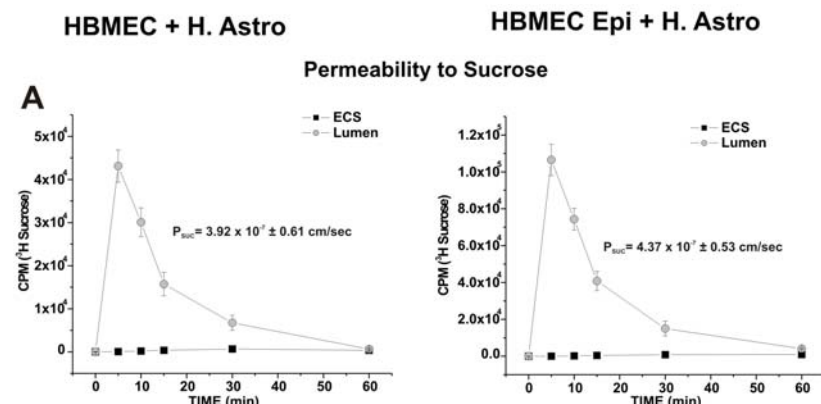 HBMEC + H. Astro
HBMEC Epi + H. Astro
Permeability to Sucrose
A
ECS
Lumen
5x10⁴
4x10⁴
3x10⁴
2x10⁴
1x10⁴
0
CPM (³H Sucrose)
P_suc= 3.92 x 10⁻⁷ ± 0.61 cm/sec
0 10 20 30 40 50 60
TIME (min)
ECS
Lumen
1.2x10⁵
1.0x10⁵
8.0x10⁴
6.0x10⁴
4.0x10⁴
2.0x10⁴
0.0
CPM (³H Sucrose)
P_suc= 4.37 x 10⁻⁷ ± 0.53 cm/sec
0 10 20 30 40 50 60
TIME (min)